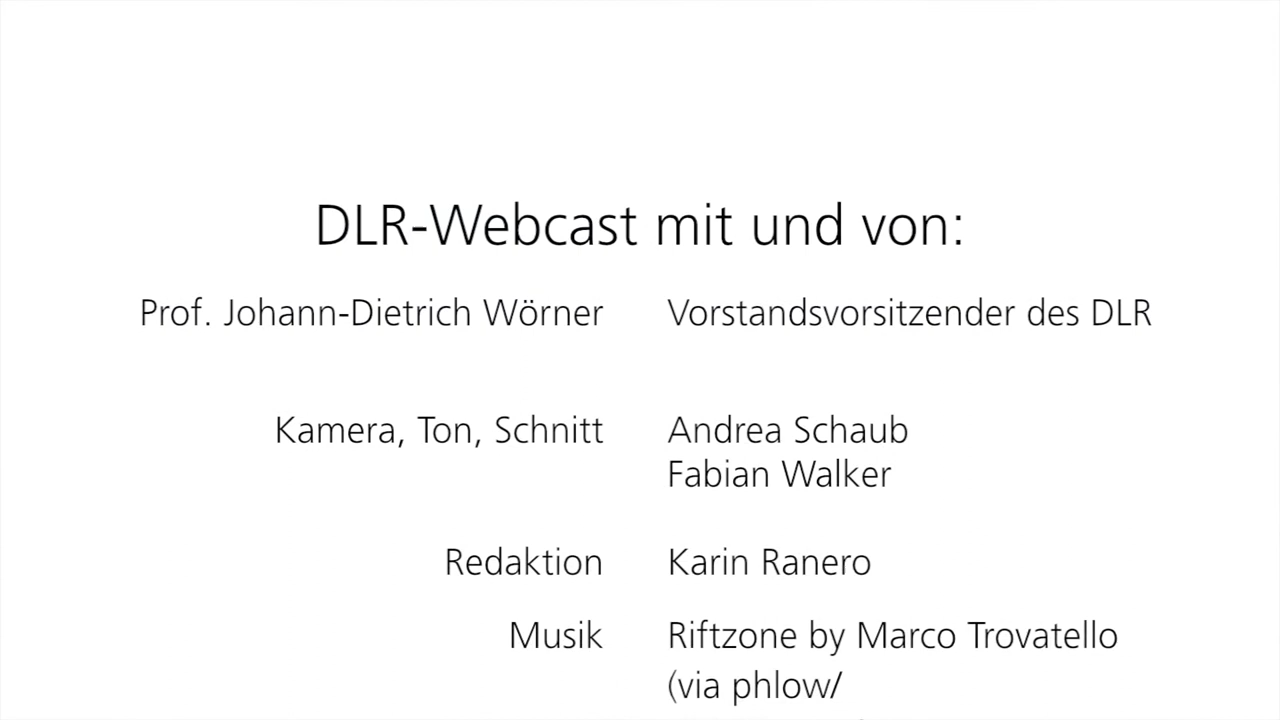 DLR-Webcast mit und von:
Prof. Johann-Dietrich Wörner Vorstandsvorsitzender des DLR
Kamera, Ton, Schnitt Andrea Schaub
Fabian Walker
Redaktion Karin Ranero
Musik Riftzone by Marco Trovatello
(via phlow/